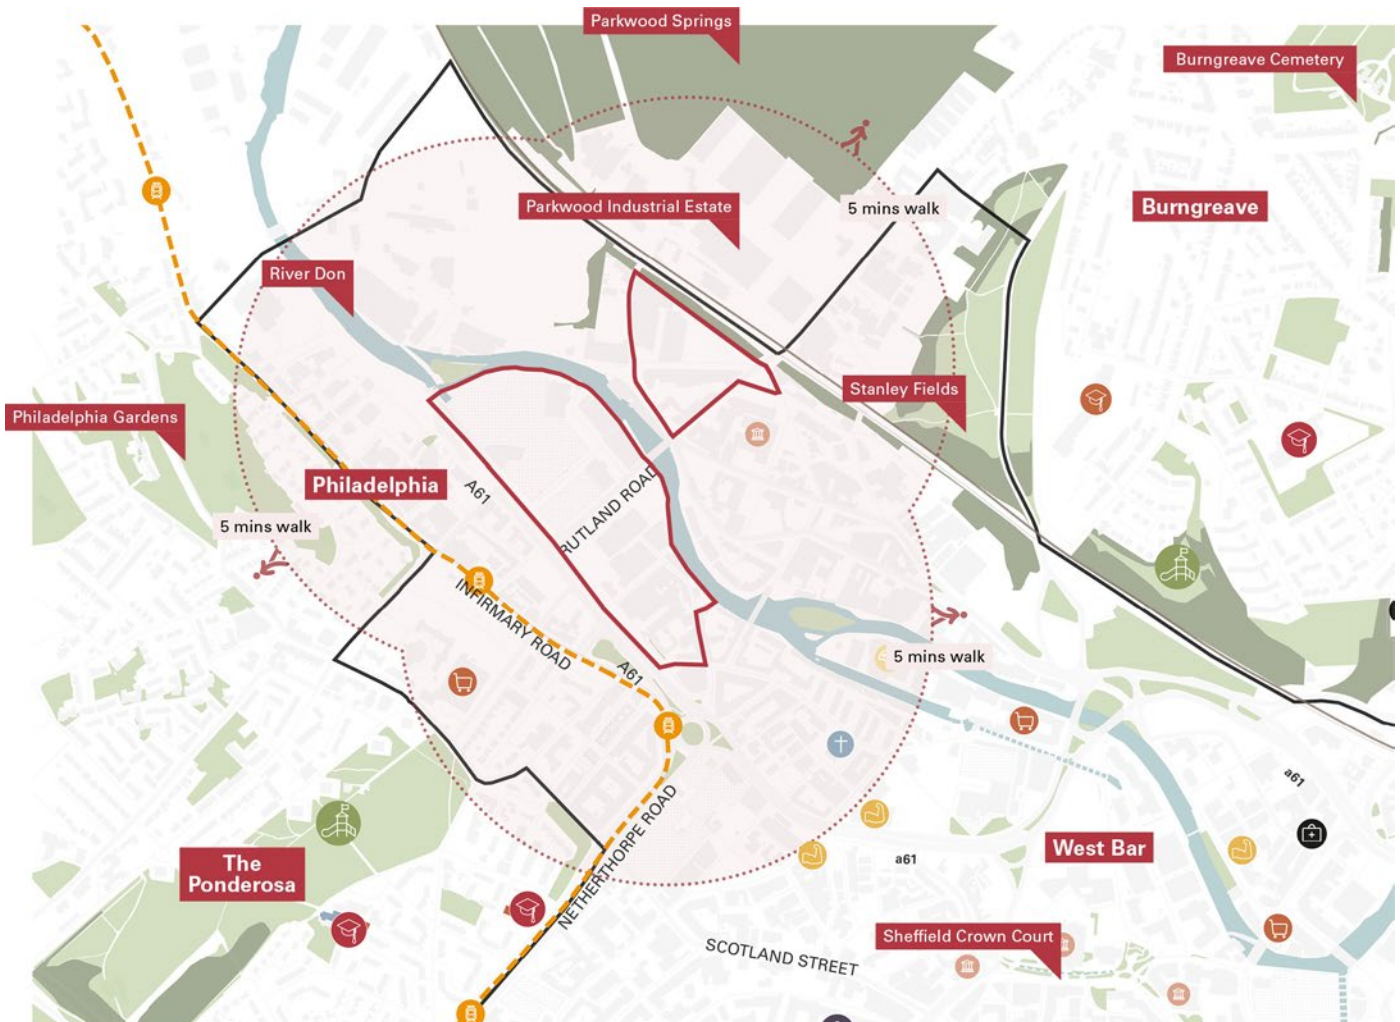 Parkwood Springs
Burngreave Cemetery
Parkwood Industrial Estate
5 mins walk
Burngreave
River Don
Stanley Fields
Philadelphia Gardens
Philadelphia
A61
RUTLAND ROAD
5 mins walk
INFIRMARY ROAD
A61
5 mins walk
a61
NETHERTHORPE ROAD
West Bar
a61
The
Ponderosa
SCOTLAND STREET
Sheffield Crown Court